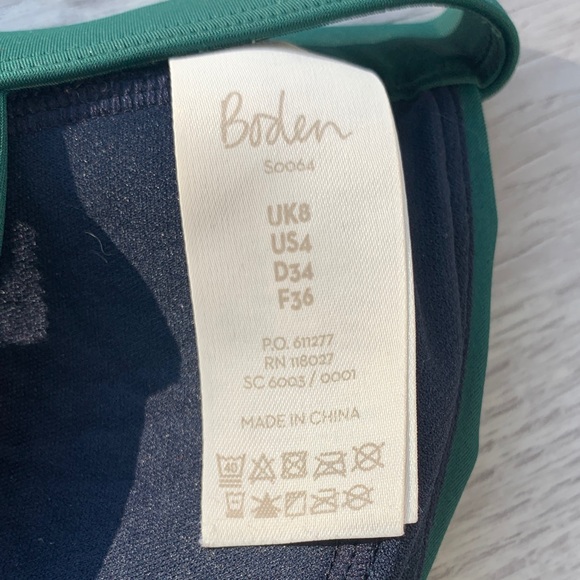 Boden
S0064
UK8
US4
D34
F36
P.O. 611277
RN 118027
SC 6003 / 0001
MADE IN CHINA
40